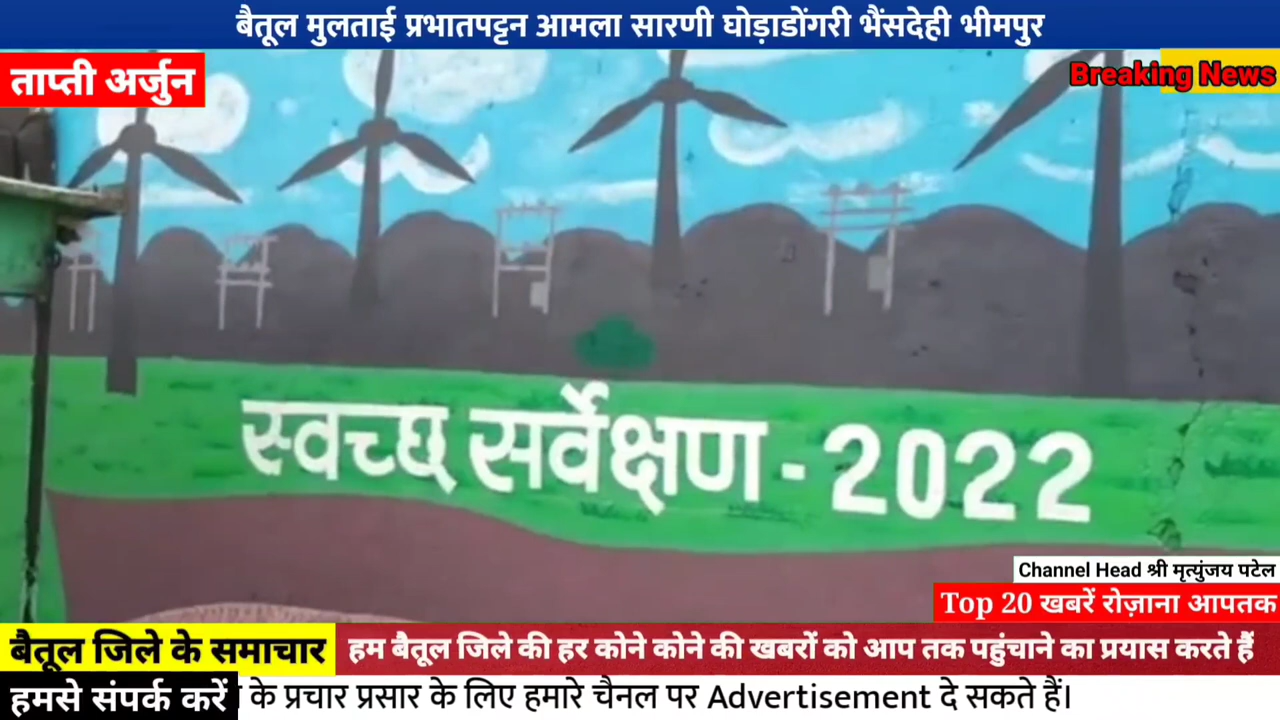 बैतूल मुलताई प्रभातपट्टन आमला सारणी घोड़ाडोंगरी भैंसदेही भीमपुर
ताप्ती अर्जुन
Breaking News
स्वच्छ सर्वेक्षण - 2022
Channel Head श्री मृत्युंजय पटेल
Top 20 खबरें रोज़ाना आपतक
बैतूल जिले के समाचार
हम बैतूल जिले की हर कोने कोने की खबरों को आप तक पहुंचाने का प्रयास करते हैं
हमसे संपर्क करें
के प्रचार प्रसार के लिए हमारे चैनल पर Advertisement दे सकते हैं।